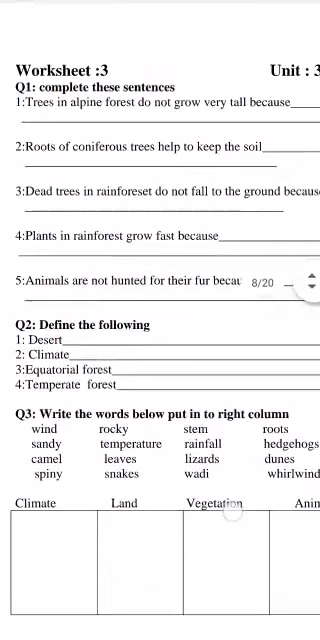 Worksheet :3 Unit : 3
Q1: complete these sentences
1:Trees in alpine forest do not grow very tall because
2:Roots of coniferous trees help to keep the soil
3:Dead trees in rainforeset do not fall to the ground becaus
4:Plants in rainforest grow fast because
5:Animals are not hunted for their fur becau 8/20
Q2: Define the following
1: Desert
2: Climate
3:Equatorial forest
4:Temperate forest
Q3: Write the words below put in to right column
wind rocky stem roots
sandy temperature rainfall hedgehogs
camel leaves lizards dunes
spiny snakes wadi whirlwind
Climate Land Vegetation Anim